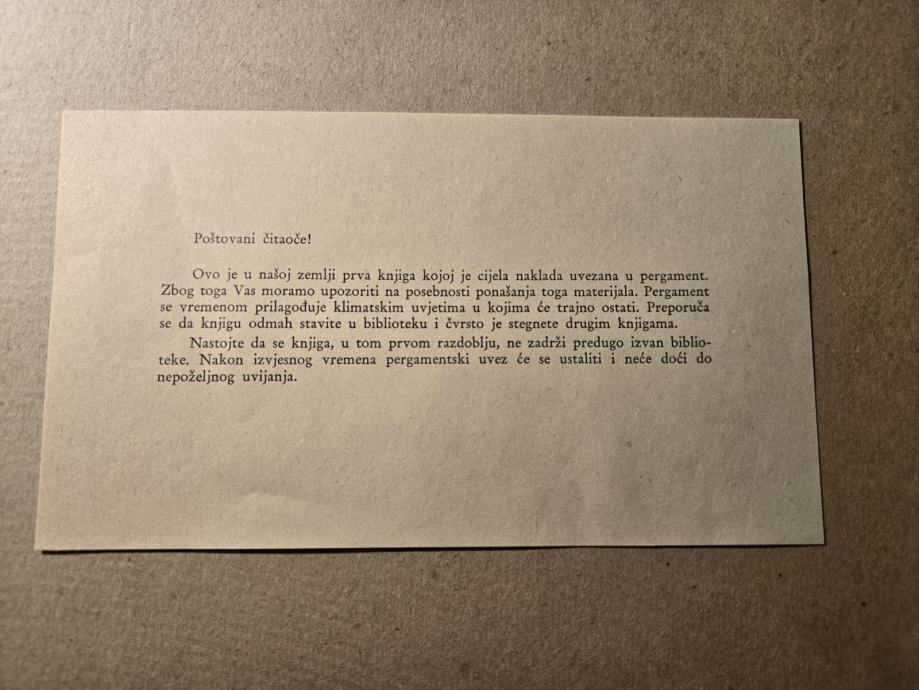 Poštovani čitaoče!
Ovo je u našoj zemlji prva knjiga kojoj je cijela naklada uvezana u pergament.
Zbog toga Vas moramo upozoriti na posebnosti ponašanja toga materijala. Pergament
se vremenom prilagođuje klimatskim uvjetima u kojima će trajno ostati. Preporuča
se da knjigu odmah stavite u biblioteku i čvrsto je stegnete drugim knjigama.
Nastojte da se knjiga, u tom prvom razdoblju, ne zadrži predugo izvan biblio-
teke. Nakon izvjesnog vremena pergamentski uvez će se ustaliti i neće doći do
nepoželjnog uvijanja.